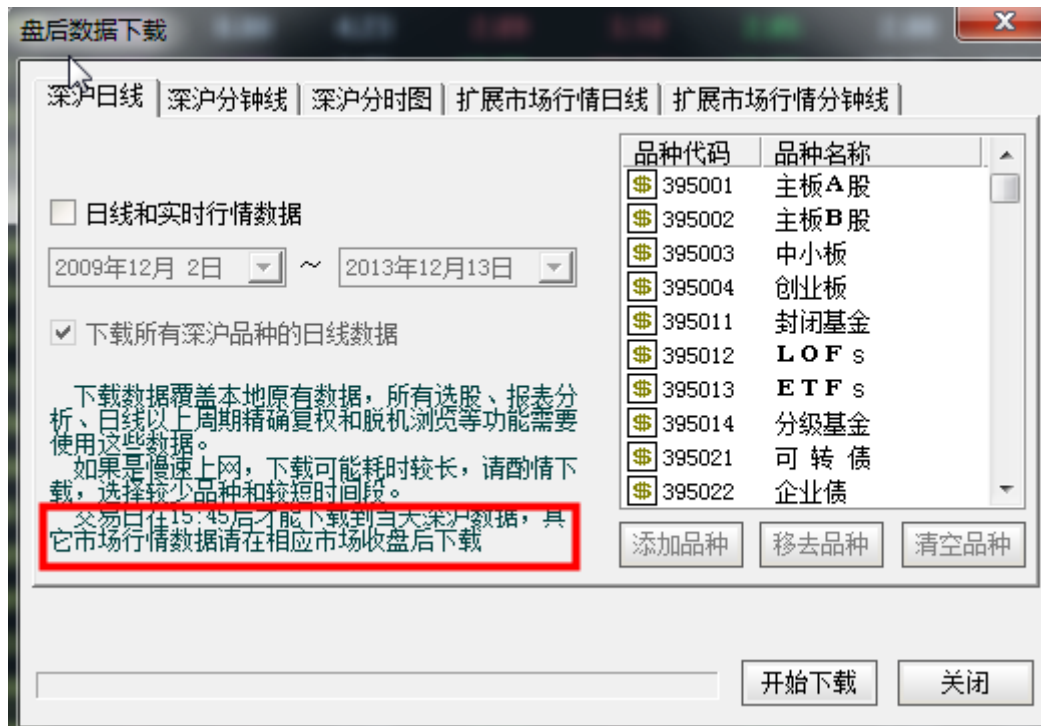 盘后数据下载
深沪日线
深沪分钟线
深沪分时图
扩展市场行情日线
扩展市场行情分钟线
日线和实时行情数据
2009年12月 2日 ~ 2013年12月13日
下载所有深沪品种的日线数据
下载数据覆盖本地原有数据，所有选股、报表分
析、日线以上周期精确复权和脱机浏览等功能需要
使用这些数据。
如果是慢速上网，下载可能耗时较长，请酌情下
载，选择较少品种和较短时间段。
交易日在15:45后才能下载到当天深沪数据，其
它市场行情数据请在相应市场收盘后下载
品种代码 品种名称
395001 主板A股
395002 主板B股
395003 中小板
395004 创业板
395011 封闭基金
395012 LOFs
395013 ETFs
395014 分级基金
395021 可 转 债
395022 企业债
添加品种
移去品种
清空品种
开始下载
关闭